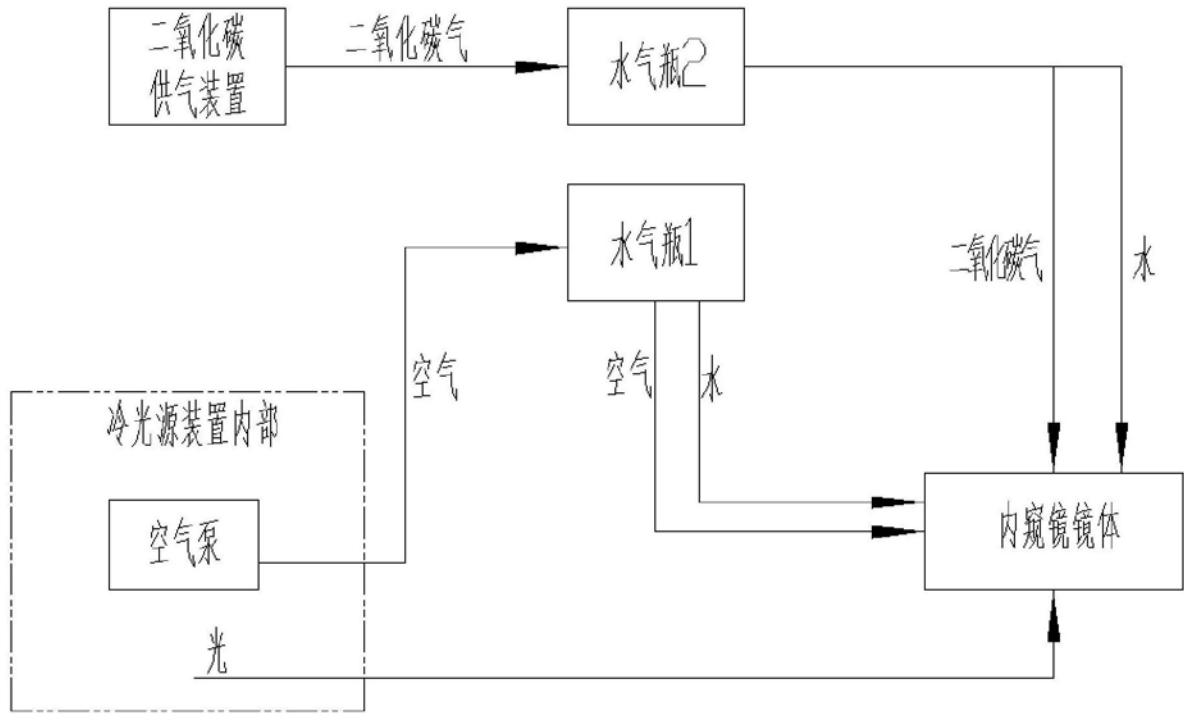 二氧化碳
供气装置
二氧化碳气
水气瓶2
水气瓶1
二氧化碳气
水
空气
空气
水
冷光源装置内部
空气泵
内窥镜镜体
光